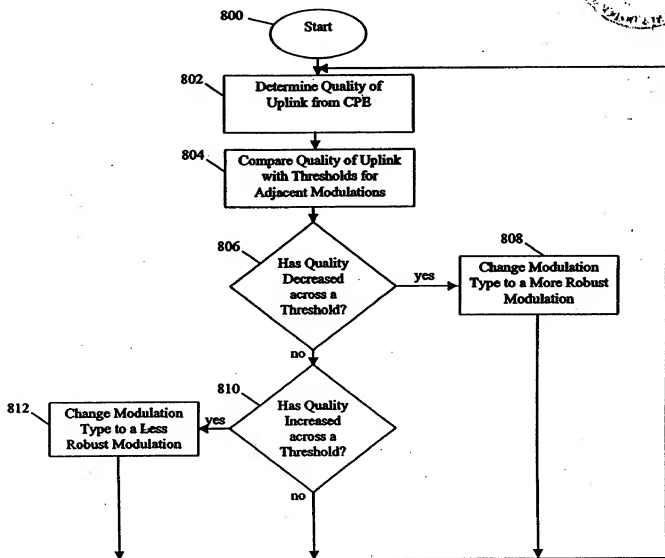 800
Start
802
Determine Quality of
Uplink from CPE
804
Compare Quality of Uplink
with Thresholds for
Adjacent Modulations
806
Has Quality
Decreased
across a
Threshold?
yes
808
Change Modulation
Type to a More Robust
Modulation
no
810
Has Quality
Increased
across a
Threshold?
yes
812
Change Modulation
Type to a Less
Robust Modulation
no